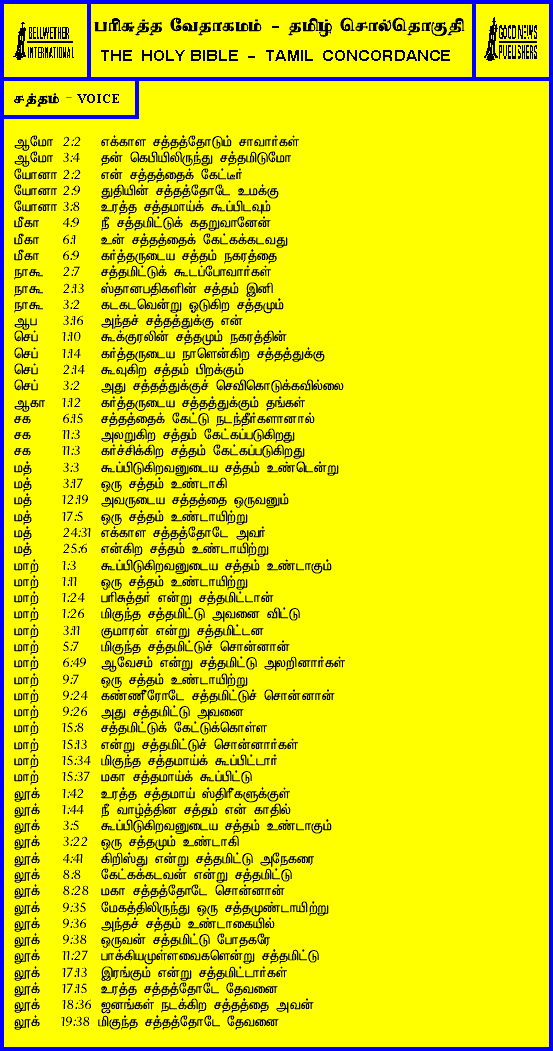 BELLWETHER INTERNATIONAL
பரிசுத்த வேதாகமம் - தமிழ் சொல்தொகுதி
THE HOLY BIBLE - TAMIL CONCORDANCE
GOOD NEWS PUBLISHERS
சத்தம் - VOICE
ஆமோ 2:2 எக்காள சத்தத்தோடும் சாவார்கள்
ஆமோ 3:4 தன் கெபியிலிருந்து சத்தமிடுமோ
யோனா 2:2 என் சத்தத்தைக் கேட்டீர்
யோனா 2:9 துதியின் சத்தத்தோடே உமக்கு
யோனா 3:8 உரத்த சத்தமாய்க் கூப்பிடவும்
மீகா 4:9 நீ சத்தமிட்டுக் கதறுவானேன்
மீகா 6:1 உன் சத்தத்தைக் கேட்கக்கடவது
மீகா 6:9 கர்த்தருடைய சத்தம் நகரத்தை
நாகூ 2:7 சத்தமிட்டுக் கூடப்போவார்கள்
நாகூ 2:13 ஸ்தானபதிகளின் சத்தம் இனி
நாகூ 3:2 கடகடவென்று ஓடுகிற சத்தமும்
ஆப 3:16 அந்தச் சத்தத்துக்கு என்
செப் 1:10 கூக்குரலின் சத்தமும் நகரத்தின்
செப் 1:14 கர்த்தருடைய நாளென்கிற சத்தத்துக்கு
செப் 2:14 கூவுகிற சத்தம் பிறக்கும்
செப் 3:2 அது சத்தத்துக்குச் செவிகொடுக்கவில்லை
ஆகா 1:12 கர்த்தருடைய சத்தத்துக்கும் தங்கள்
சக 6:15 சத்தத்தைக் கேட்டு நடந்தீர்களானால்
சக 11:3 அலறுகிற சத்தம் கேட்கப்படுகிறது
சக 11:3 கர்ச்சிக்கிற சத்தம் கேட்கப்படுகிறது
மத் 3:3 கூப்பிடுகிறவனுடைய சத்தம் உண்டென்று
மத் 3:17 ஒரு சத்தம் உண்டாகி
மத் 12:19 அவருடைய சத்தத்தை ஒருவனும்
மத் 17:5 ஒரு சத்தம் உண்டாயிற்று
மத் 24:31 எக்காள சத்தத்தோடே அவர்
மத் 25:6 என்கிற சத்தம் உண்டாயிற்று
மாற் 1:3 கூப்பிடுகிறவனுடைய சத்தம் உண்டாகும்
மாற் 1:11 ஒரு சத்தம் உண்டாயிற்று
மாற் 1:24 பரிசுத்தர் என்று சத்தமிட்டான்
மாற் 1:26 மிகுந்த சத்தமிட்டு அவனை விட்டு
மாற் 3:11 குமாரன் என்று சத்தமிட்டன
மாற் 5:7 மிகுந்த சத்தமிட்டுச் சொன்னான்
மாற் 6:49 ஆவேசம் என்று சத்தமிட்டு அலறினார்கள்
மாற் 9:7 ஒரு சத்தம் உண்டாயிற்று
மாற் 9:24 கண்ணீரோடே சத்தமிட்டுச் சொன்னான்
மாற் 9:26 அது சத்தமிட்டு அவனை
மாற் 15:8 சத்தமிட்டுக் கேட்டுக்கொள்ள
மாற் 15:13 என்று சத்தமிட்டுச் சொன்னார்கள்
மாற் 15:34 மிகுந்த சத்தமாய்க் கூப்பிட்டார்
மாற் 15:37 மகா சத்தமாய்க் கூப்பிட்டு
லூக் 1:42 உரத்த சத்தமாய் ஸ்திரீகளுக்குள்
லூக் 1:44 நீ வாழ்த்தின சத்தம் என் காதில்
லூக் 3:5 கூப்பிடுகிறவனுடைய சத்தம் உண்டாகும்
லூக் 3:22 ஒரு சத்தமும் உண்டாகி
லூக் 4:41 கிறிஸ்து என்று சத்தமிட்டு அநேகரை
லூக் 8:8 கேட்கக்கடவன் என்று சத்தமிட்டு
லூக் 8:28 மகா சத்தத்தோடே சொன்னான்
லூக் 9:35 மேகத்திலிருந்து ஒரு சத்தமுண்டாயிற்று
லூக் 9:36 அந்தச் சத்தம் உண்டாகையில்
லூக் 9:38 ஒருவன் சத்தமிட்டு போதகரே
லூக் 11:27 பாக்கியமுள்ளவைகளென்று சத்தமிட்டு
லூக் 17:13 இரங்கும் என்று சத்தமிட்டார்கள்
லூக் 17:15 உரத்த சத்தத்தோடே தேவனை
லூக் 18:36 ஜனங்கள் நடக்கிற சத்தத்தை அவன்
லூக் 19:38 மிகுந்த சத்தத்தோடே தேவனை